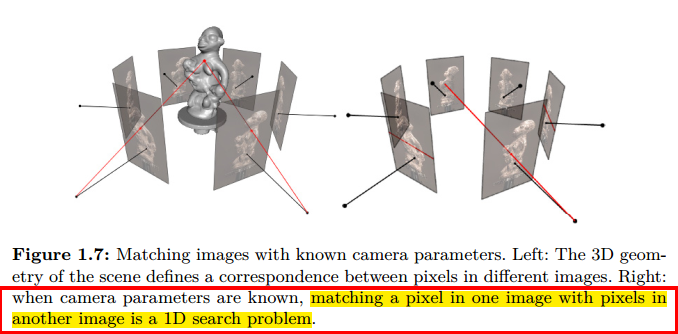 Figure 1.7: Matching images with known camera parameters. Left: The 3D geom-
etry of the scene defines a correspondence between pixels in different images. Right:
when camera parameters are known, matching a pixel in one image with pixels in
another image is a 1D search problem.